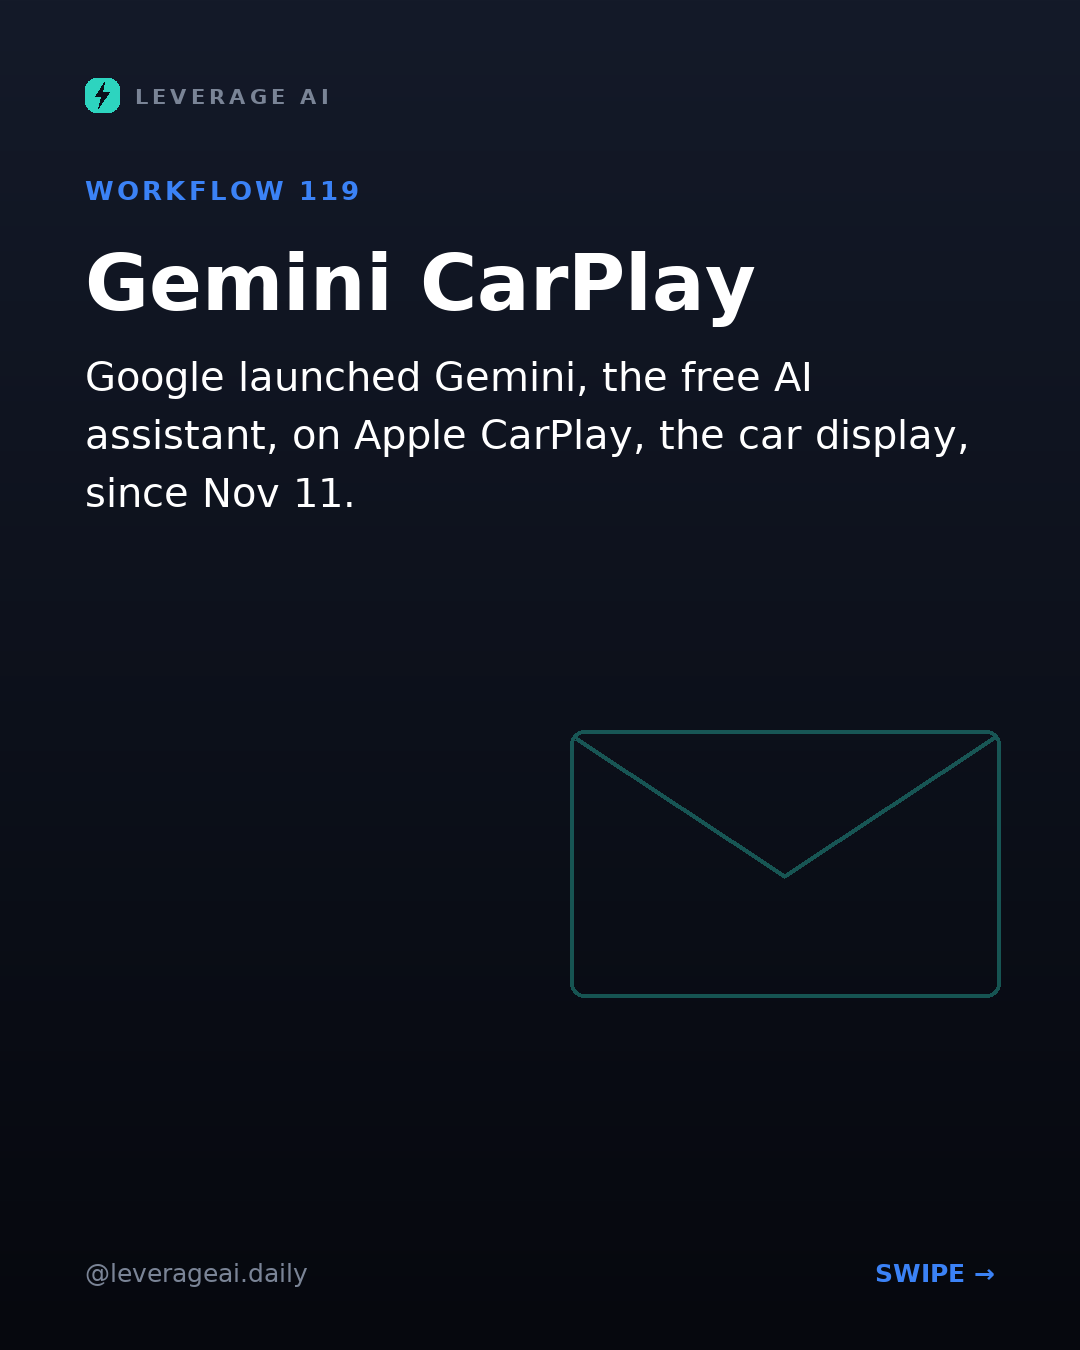 LEVERAGE AI
WORKFLOW 119
Gemini CarPlay
Google launched Gemini, the free AI
assistant, on Apple CarPlay, the car display,
since Nov 11.
@leverageai.daily
SWIPE →